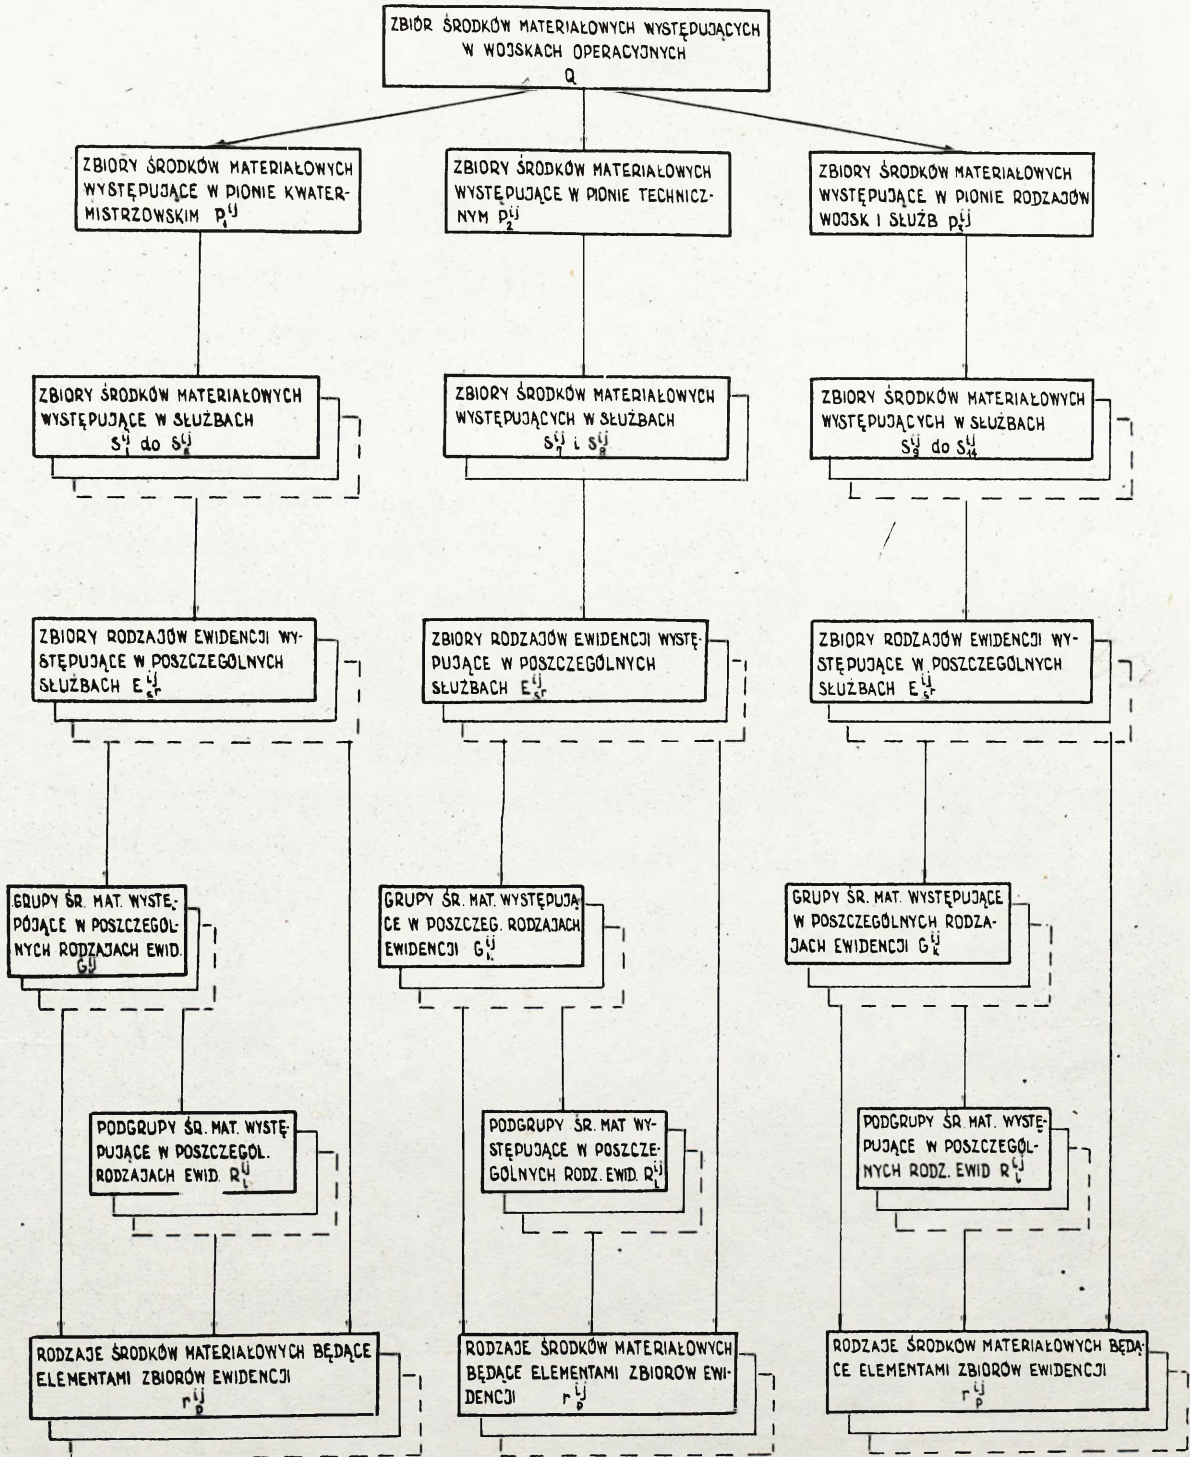 ZBIÓR ŚRODKÓW MATERIAŁOWYCH WYSTĘPUJĄCYCH
W WOJSKACH OPERACYJNYCH
Q
ZBIORY ŚRODKÓW MATERIAŁOWYCH
WYSTĘPUJĄCE W PIONIE KWATER-
MISTRZOWSKIM P₁ⁱʲ
ZBIORY ŚRODKÓW MATERIAŁOWYCH
WYSTĘPUJĄCE W PIONIE TECHNICZ-
NYM P₂ⁱʲ
ZBIORY ŚRODKÓW MATERIAŁOWYCH
WYSTĘPUJĄCE W PIONIE RODZAJÓW
WOJSK I SŁUŻB P₃ⁱʲ
ZBIORY ŚRODKÓW MATERIAŁOWYCH
WYSTĘPUJĄCE W SŁUŻBACH
S₁ⁱʲ do
ZBIORY ŚRODKÓW MATERIAŁOWYCH
WYSTĘPUJĄCYCH W SŁUŻBACH
S₇ⁱʲ i S₈ⁱʲ
ZBIORY ŚRODKÓW MATERIAŁOWYCH
WYSTĘPUJĄCYCH W SŁUŻBACH
S₉ⁱʲ do S₁₄ⁱʲ
ZBIORY RODZAJÓW EWIDENCJI WY-
STĘPUJĄCE W POSZCZEGÓLNYCH
SŁUŻBACH Eₛᵣⁱʲ
ZBIORY RODZAJÓW EWIDENCJI WYSTĘ-
PUJĄCE W POSZCZEGÓLNYCH
SŁUŻBACH Eₛᵣⁱʲ
ZBIORY RODZAJÓW EWIDENCJI WY-
STĘPUJĄCE W POSZCZEGÓLNYCH
SŁUŻBACH Eₛᵣⁱʲ
GRUPY ŚR. MAT. WYSTĘ-
PÓJĄCE W POSZCZEGÓL-
NYCH RODZAJACH EWID.
Gⁱʲ
GRUPY ŚR. MAT. WYSTĘPUJĄ-
CE W POSZCZEG. RODZAJACH
EWIDENCJI Gₖⁱʲ
GRUPY ŚR. MAT. WYSTĘPUJĄCE
W POSZCZEGÓLNYCH RODZA-
JACH EWIDENCJI Gₖⁱʲ
PODGRUPY ŚR. MAT. WYSTĘ-
PUJĄCE W POSZCZEGÓL.
RODZAJACH EWID. Rₗⁱʲ
PODGRUPY ŚR. MAT WY-
STĘPUJĄCE W POSZCZE-
GÓLNYCH RODZ. EWID. Rₗⁱʲ
PODGRUPY ŚR. MAT. WYSTĘ-
PUJĄCE W POSZCZEGÓL-
NYCH RODZ. EWID Rₗⁱʲ
RODZAJE ŚRODKÓW MATERIAŁOWYCH BĘDĄCE
ELEMENTAMI ZBIORÓW EWIDENCJI
rₚⁱʲ
RODZAJE ŚRODKÓW MATERIAŁOWYCH
BĘDĄCE ELEMENTAMI ZBIORÓW EWI-
DENCJI rₚⁱʲ
RODZAJE ŚRODKÓW MATERIAŁOWYCH BĘDĄ-
CE ELEMENTAMI ZBIORÓW EWIDENCJI
rₚⁱʲ